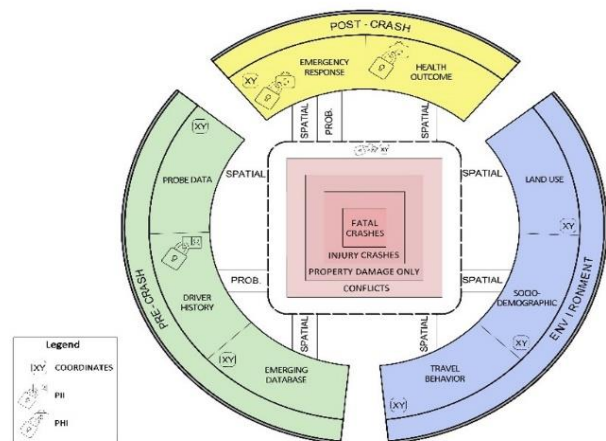 POST-CRASH
EMERGENCY
RESPONSE
HEALTH
OUTCOME
XY
SPATIAL
PROB.
SPATIAL
XY
XY
PROBE DATA
SPATIAL
SPATIAL
LAND USE
XY
FATAL
CRASHES
INJURY CRASHES
PROPERTY DAMAGE ONLY
CONFLICTS
PRE-CRASH
DRIVER
HISTORY
PROB.
SPATIAL
SOCIO-
DEMOGRAPHIC
XY
ENVIRONMENT
XY
EMERGING
DATABASE
SPATIAL
SPATIAL
TRAVEL
BEHAVIOR
XY
Legend
XY COORDINATES
PII
PHI